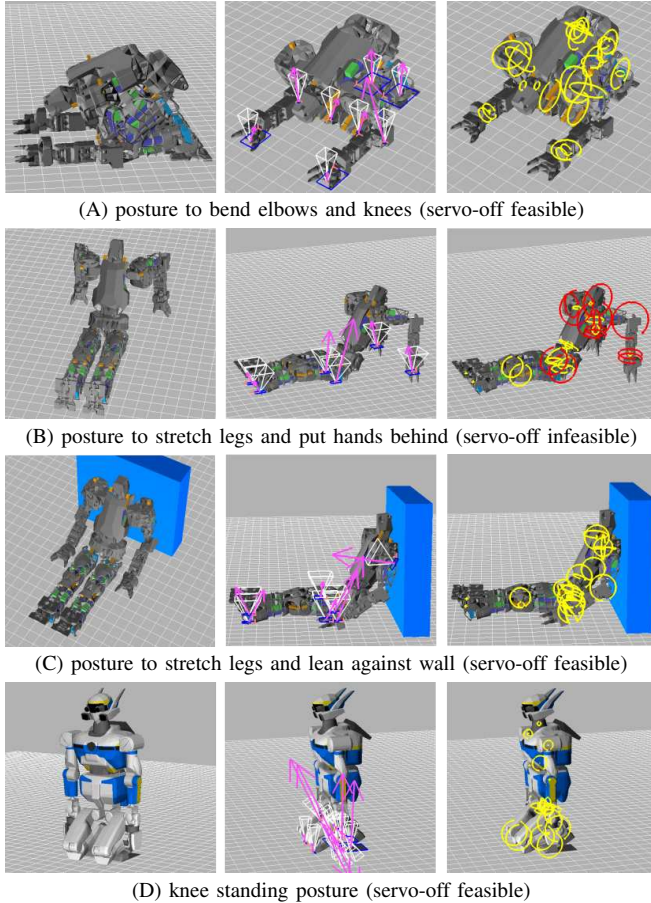 (A) posture to bend elbows and knees (servo-off feasible)
(B) posture to stretch legs and put hands behind (servo-off infeasible)
(C) posture to stretch legs and lean against wall (servo-off feasible)
(D) knee standing posture (servo-off feasible)